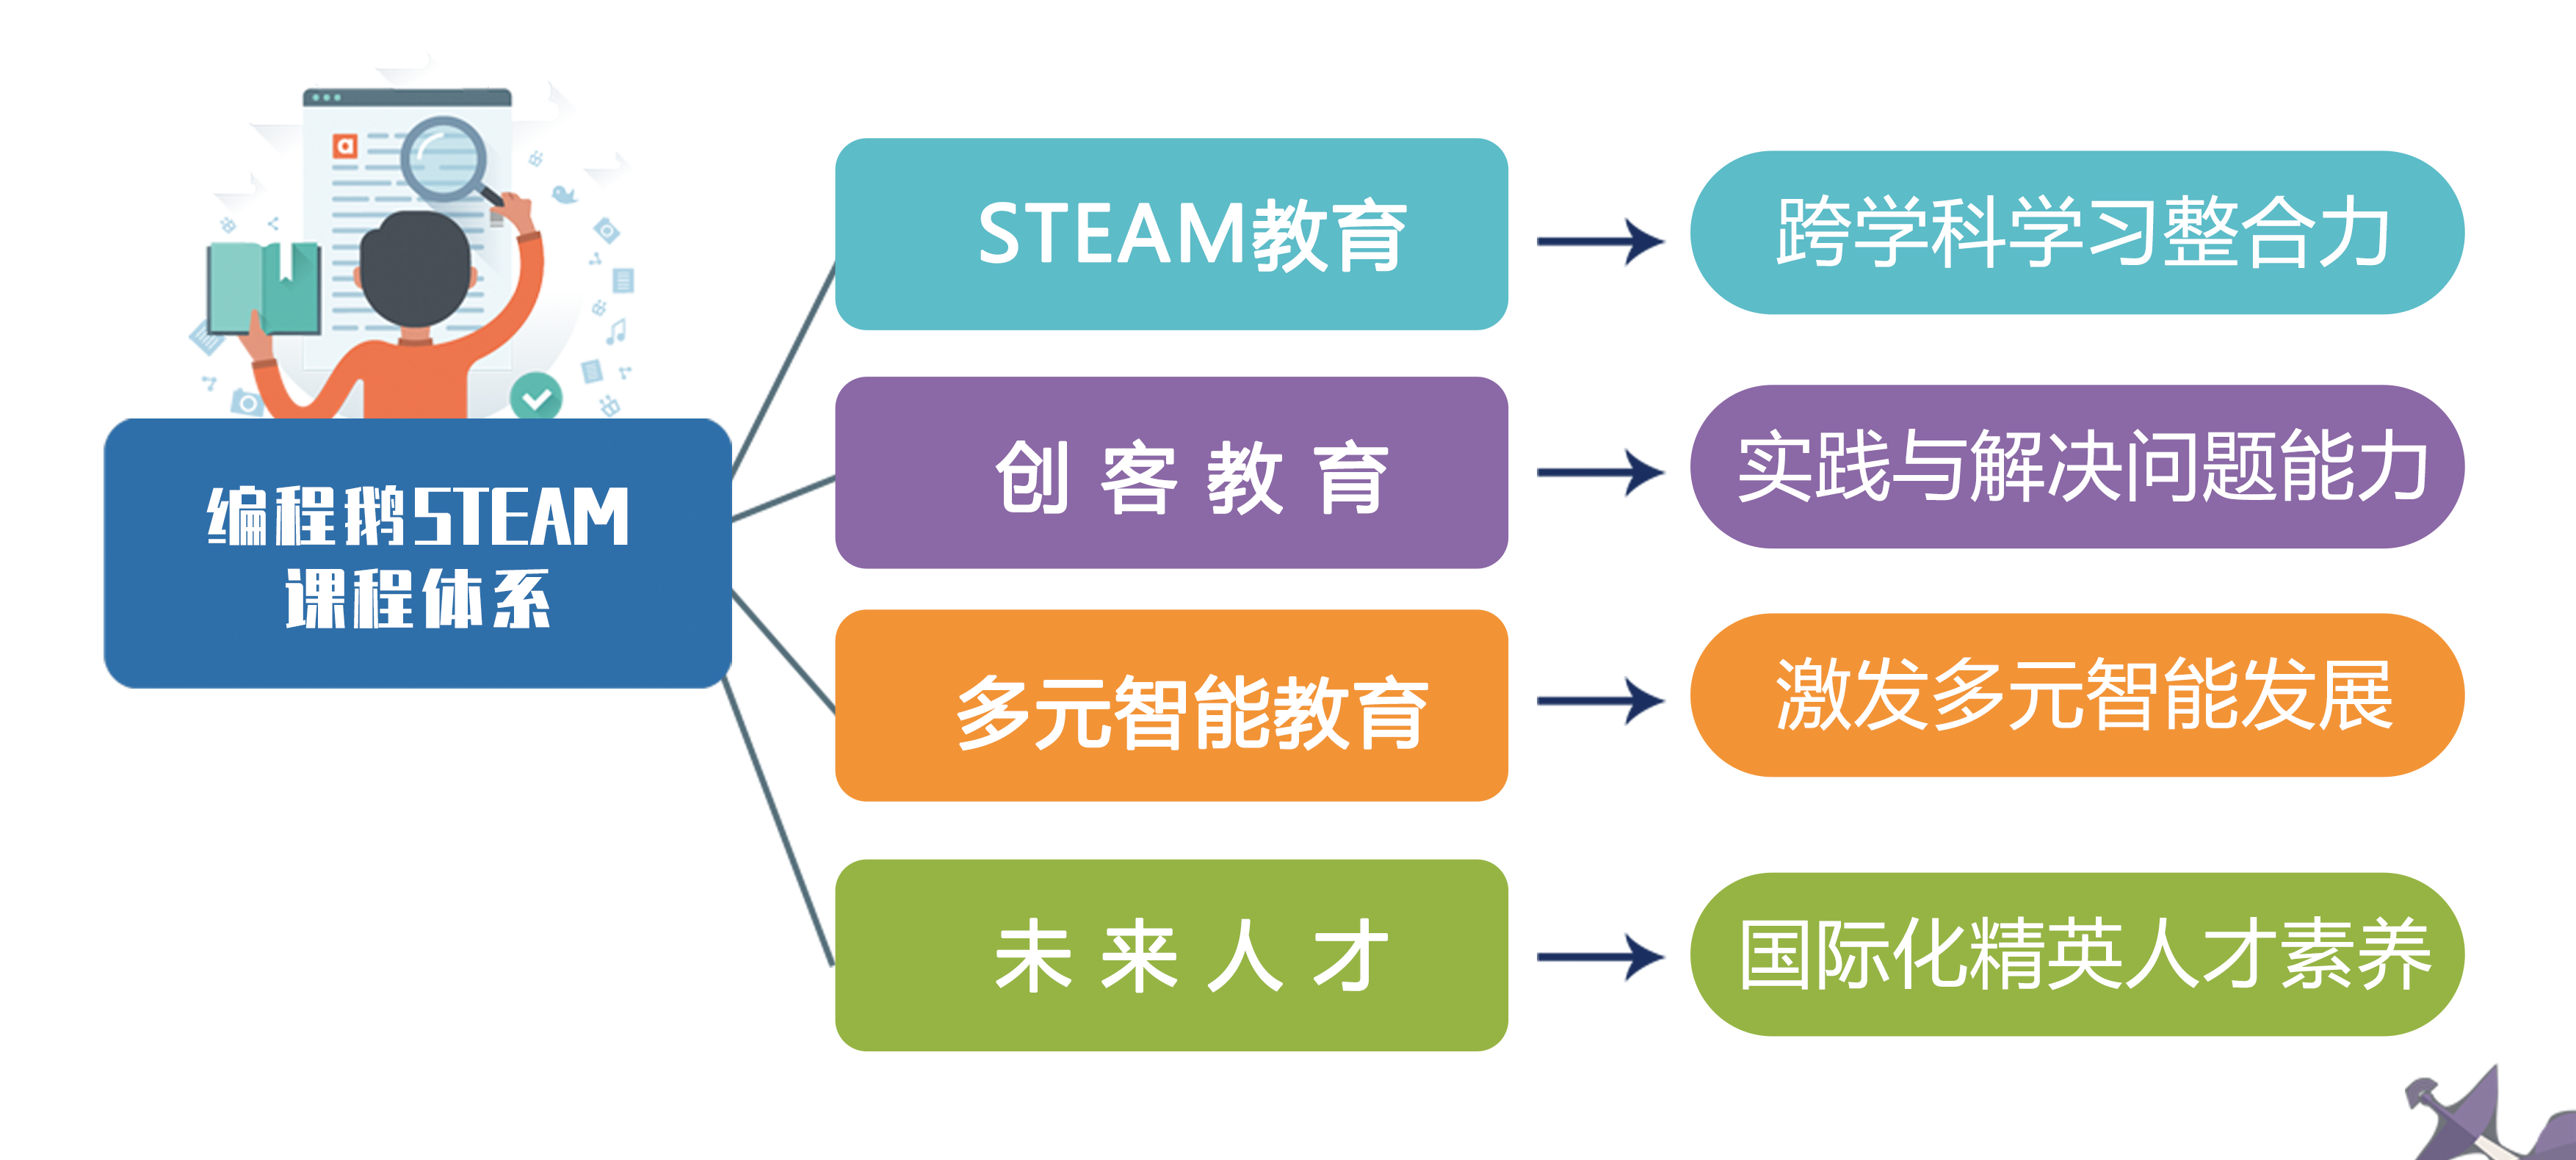 a
编程鹅STEAM
课程体系
STEAM教育
跨学科学习整合力
创客教育
实践与解决问题能力
多元智能教育
激发多元智能发展
未来人才
国际化精英人才素养